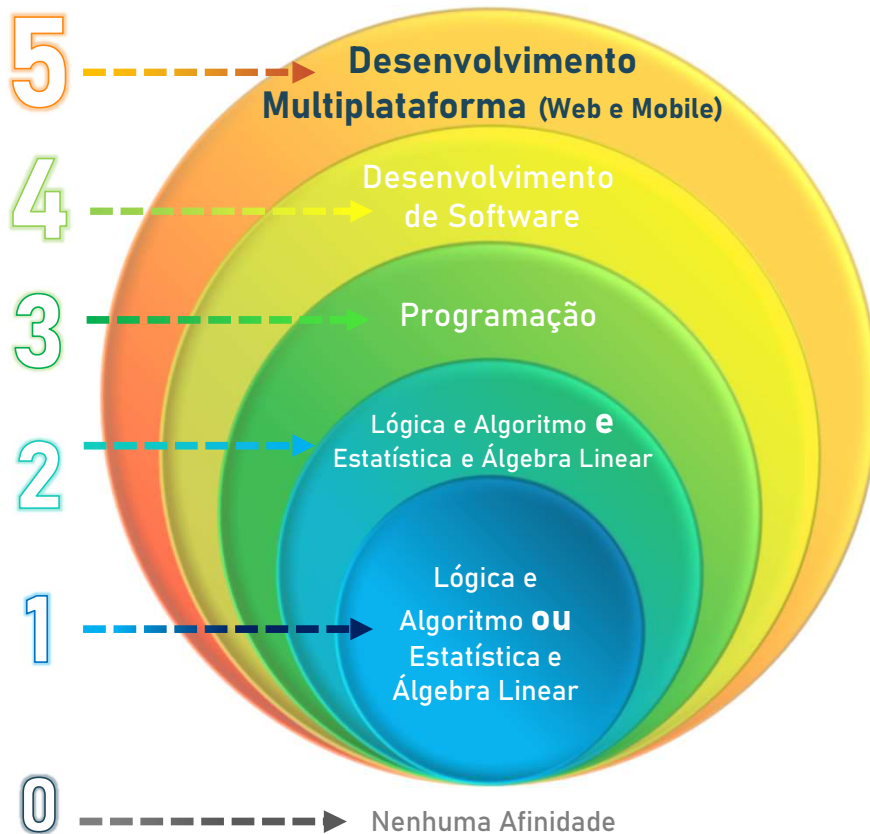 5
Desenvolvimento
Multiplataforma (Web e Mobile)
4
Desenvolvimento
de Software
3
Programação
2
Lógica e Algoritmo e
Estatística e Álgebra Linear
1
Lógica e
Algoritmo ou
Estatística e
Álgebra Linear
0
Nenhuma Afinidade